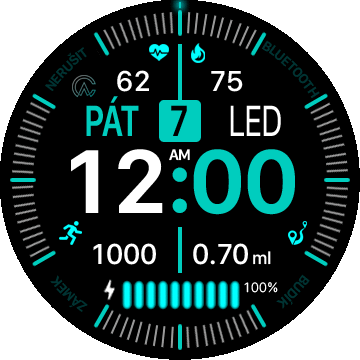 NERUŠIT
BLUETOOTH
62 75
PÁT 7 LED
AM
12:00
1000 0.70 ml
100%
ZÁMEK
BUDÍK